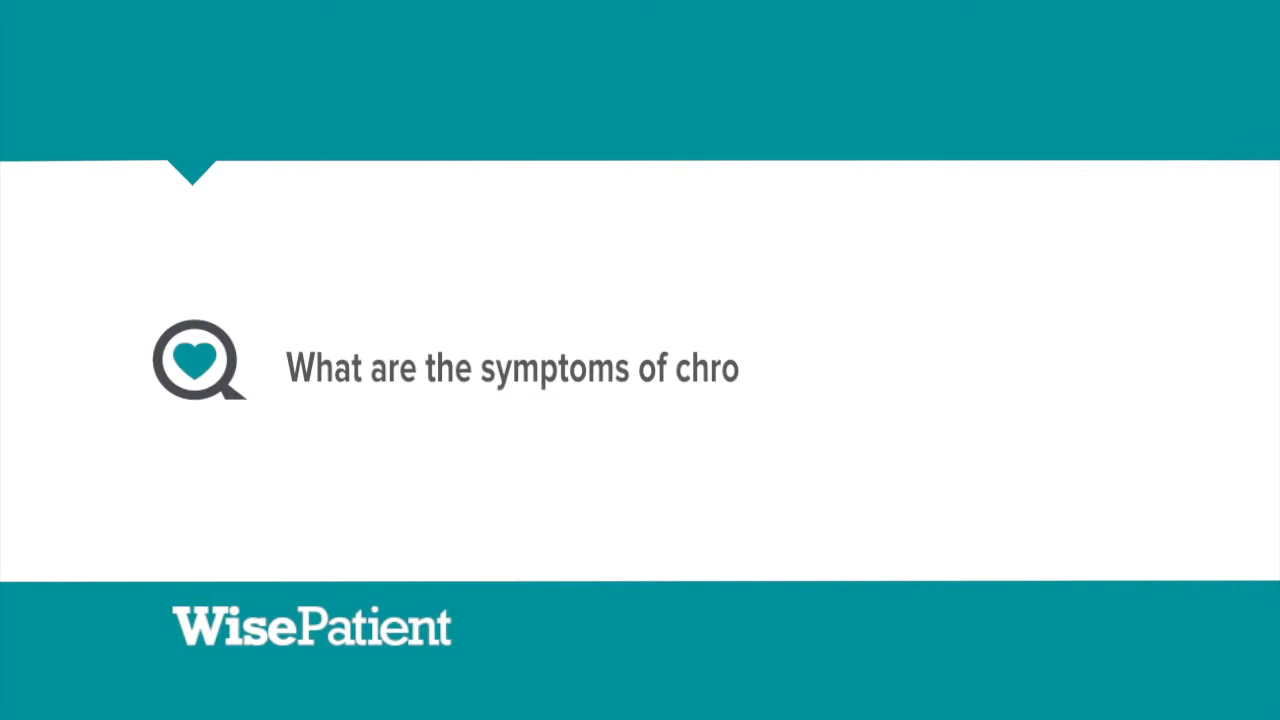 What are the symptoms of chro
WisePatient